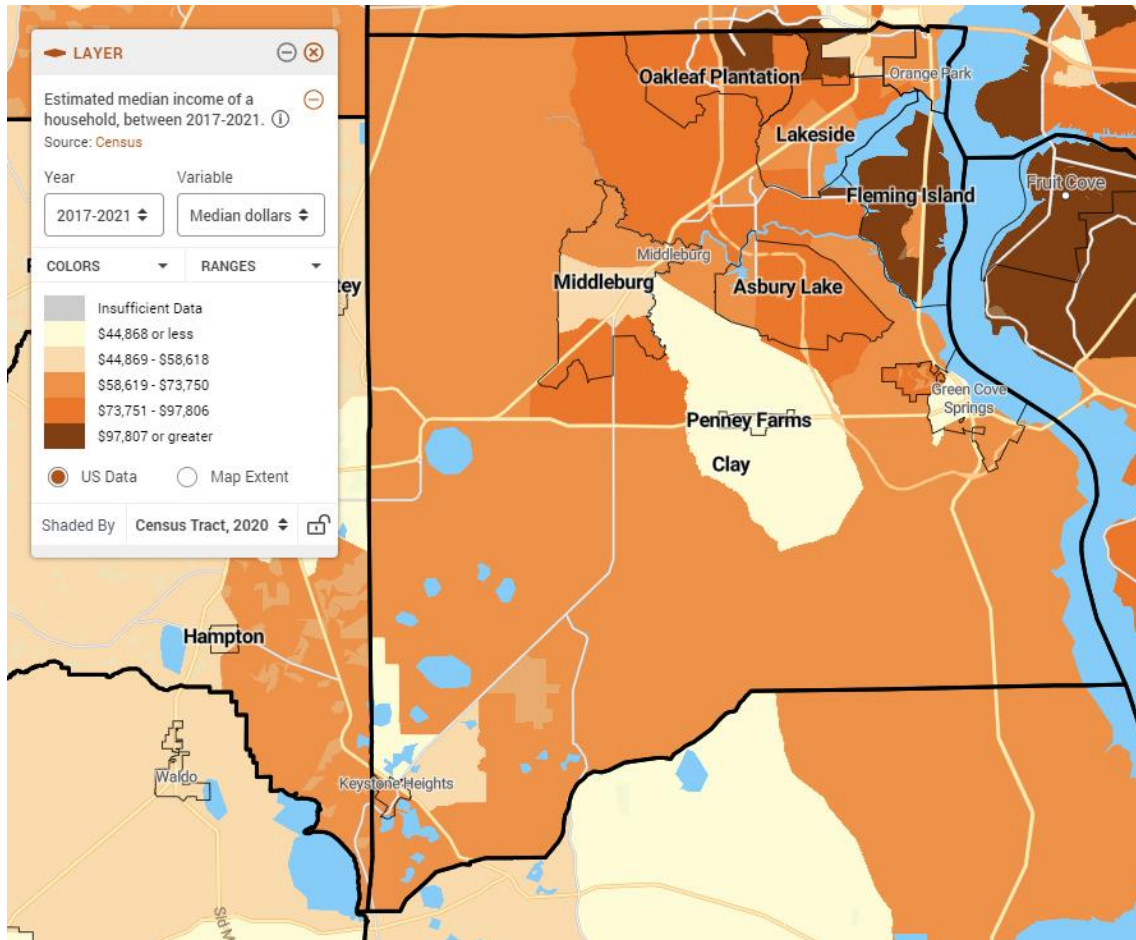 LAYER
Estimated median income of a
household, between 2017-2021.
Source: Census
Year
Variable
2017-2021
Median dollars
COLORS
RANGES
Insufficient Data
$44,868 or less
$44,869 - $58,618
$58,619 - $73,750
$73,751 - $97,806
$97,807 or greater
US Data
Map Extent
Shaded By
Census Tract, 2020
Oakleaf Plantation
Orange Park
Lakeside
Fleming Island
Fruit Cove
Middleburg
Middleburg
Asbury Lake
tey
Green Cove
Springs
Penney Farms
Clay
Hampton
Waldo
Keystone Heights